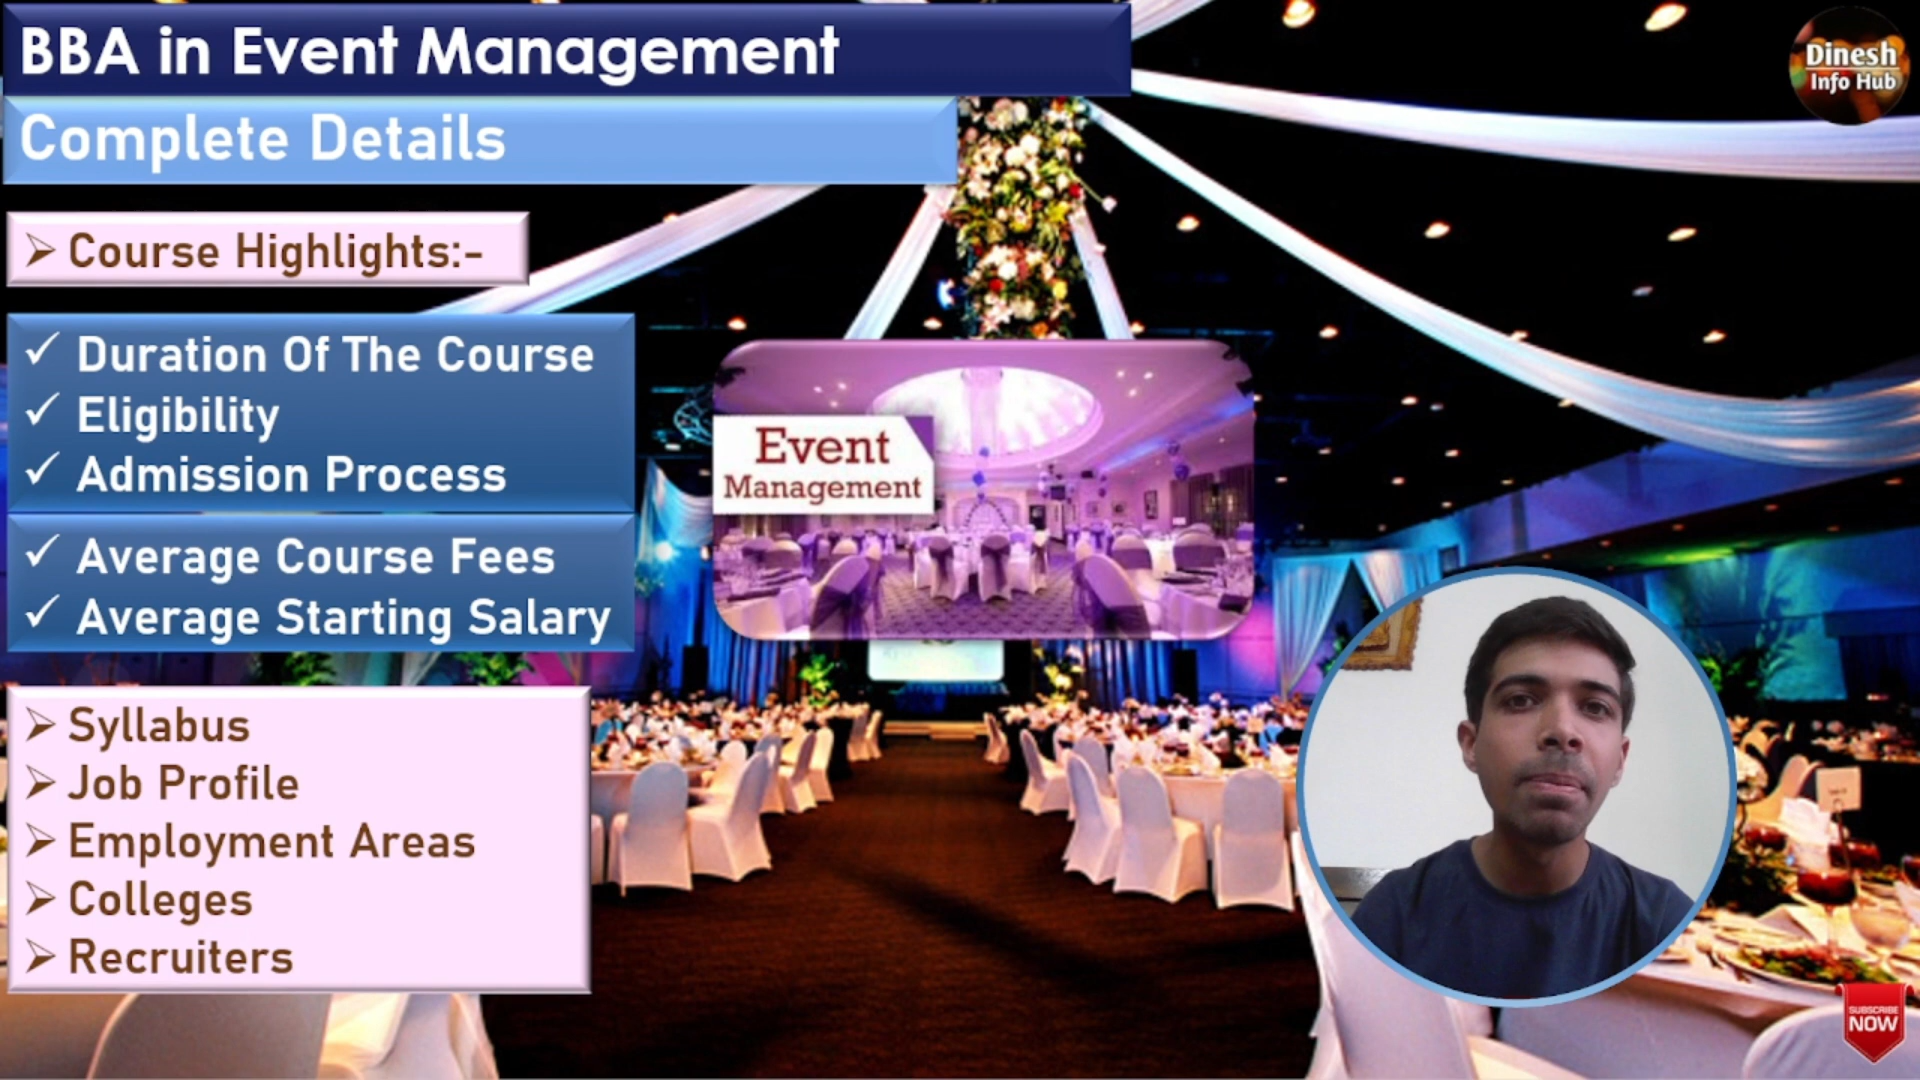 BBA in Event Management
Complete Details
Dinesh
Info Hub
➢ Course Highlights:-
✓ Duration Of The Course
✓ Eligibility
✓ Admission Process
✓ Average Course Fees
✓ Average Starting Salary
Event
Management
➢ Syllabus
➢ Job Profile
➢ Employment Areas
➢ Colleges
➢ Recruiters
SUBSCRIBE
NOW